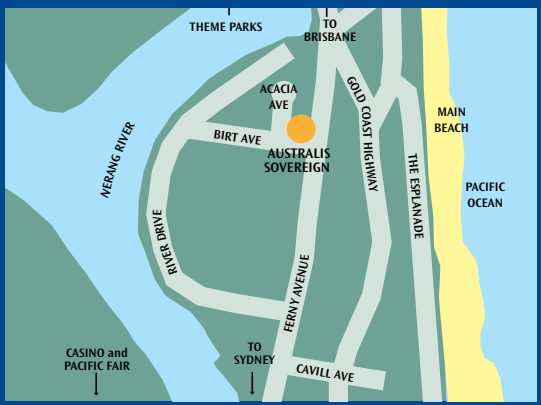 THEME PARKS
TO
BRISBANE
ACACIA
AVE
GOLD COAST HIGHWAY
MAIN
BEACH
BIRT AVE
AUSTRALIS
SOVEREIGN
NERANG RIVER
THE ESPLANADE
PACIFIC
OCEAN
RIVER DRIVE
FERNY AVENUE
CASINO and
PACIFIC FAIR
TO
SYDNEY
CAVILL AVE